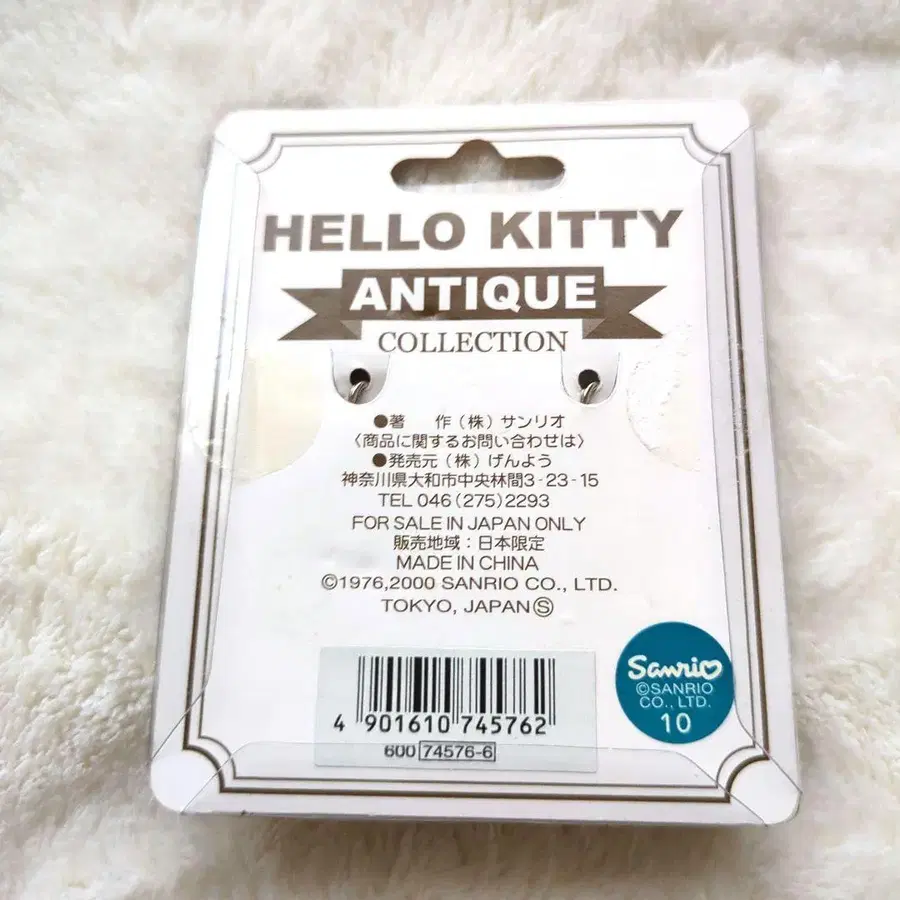 HELLO KITTY
ANTIQUE
COLLECTION
●著　作（株）サンリオ
〈商品に関するお問い合わせは〉
●発売元（株）げんよう
神奈川県大和市中央林間3-23-15
TEL 046(275)2293
FOR SALE IN JAPAN ONLY
販売地域：日本限定
MADE IN CHINA
©1976,2000 SANRIO CO., LTD.
TOKYO, JAPAN Ⓢ
4 901610 745762
600 74576-6
Sanrio
©SANRIO
CO., LTD.
10